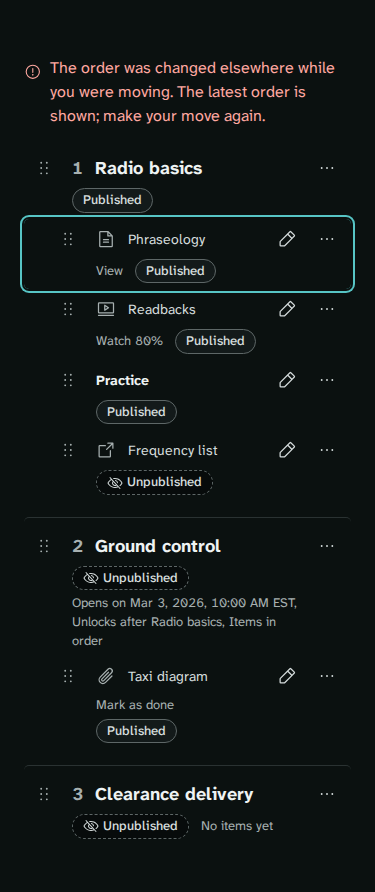 The order was changed elsewhere while
you were moving. The latest order is
shown; make your move again.
1 Radio basics
Published
Phraseology
View Published
Readbacks
Watch 80% Published
Practice
Published
Frequency list
Unpublished
2 Ground control
Unpublished
Opens on Mar 3, 2026, 10:00 AM EST,
Unlocks after Radio basics, Items in
order
Taxi diagram
Mark as done
Published
3 Clearance delivery
Unpublished No items yet